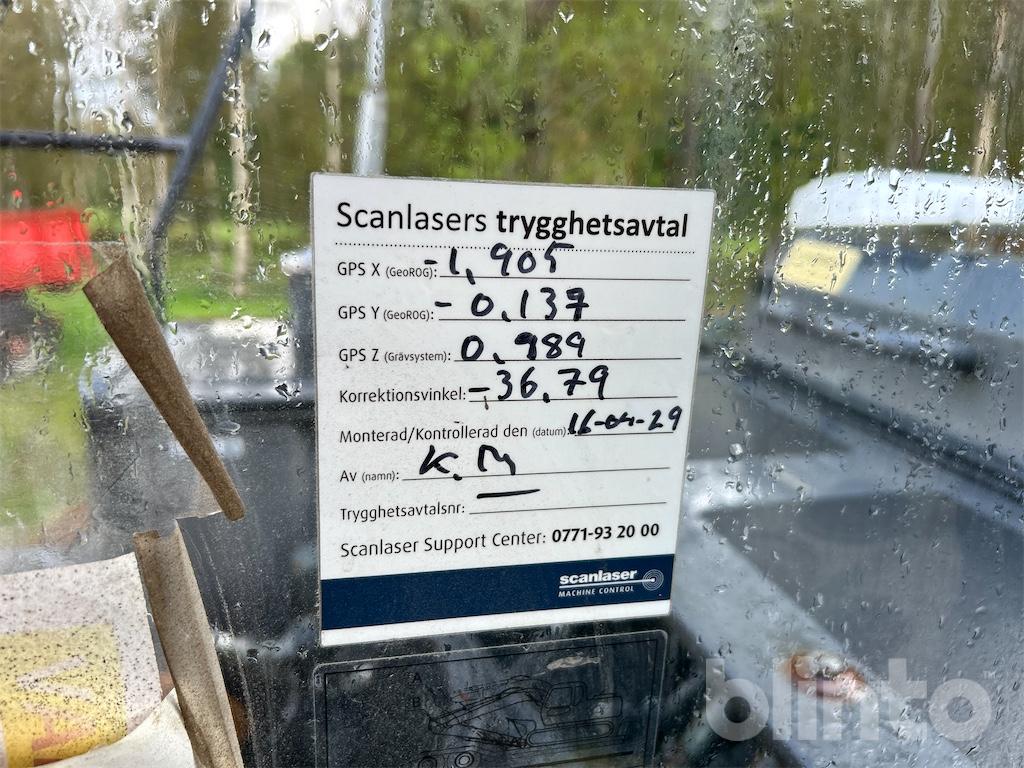 Scanlasers trygghetsavtal
GPS X (GeoROG): -1,905
GPS Y (GeoROG): -0,137
GPS Z (Grävsystem): 0,989
Korrektionsvinkel: -36,79
Monterad/Kontrollerad den (datum): 16-04-29
Av (namn): K.M
Trygghetsavtalsnr: —
Scanlaser Support Center: 0771-93 20 00
scanlaser
MACHINE CONTROL
A
B
blinto